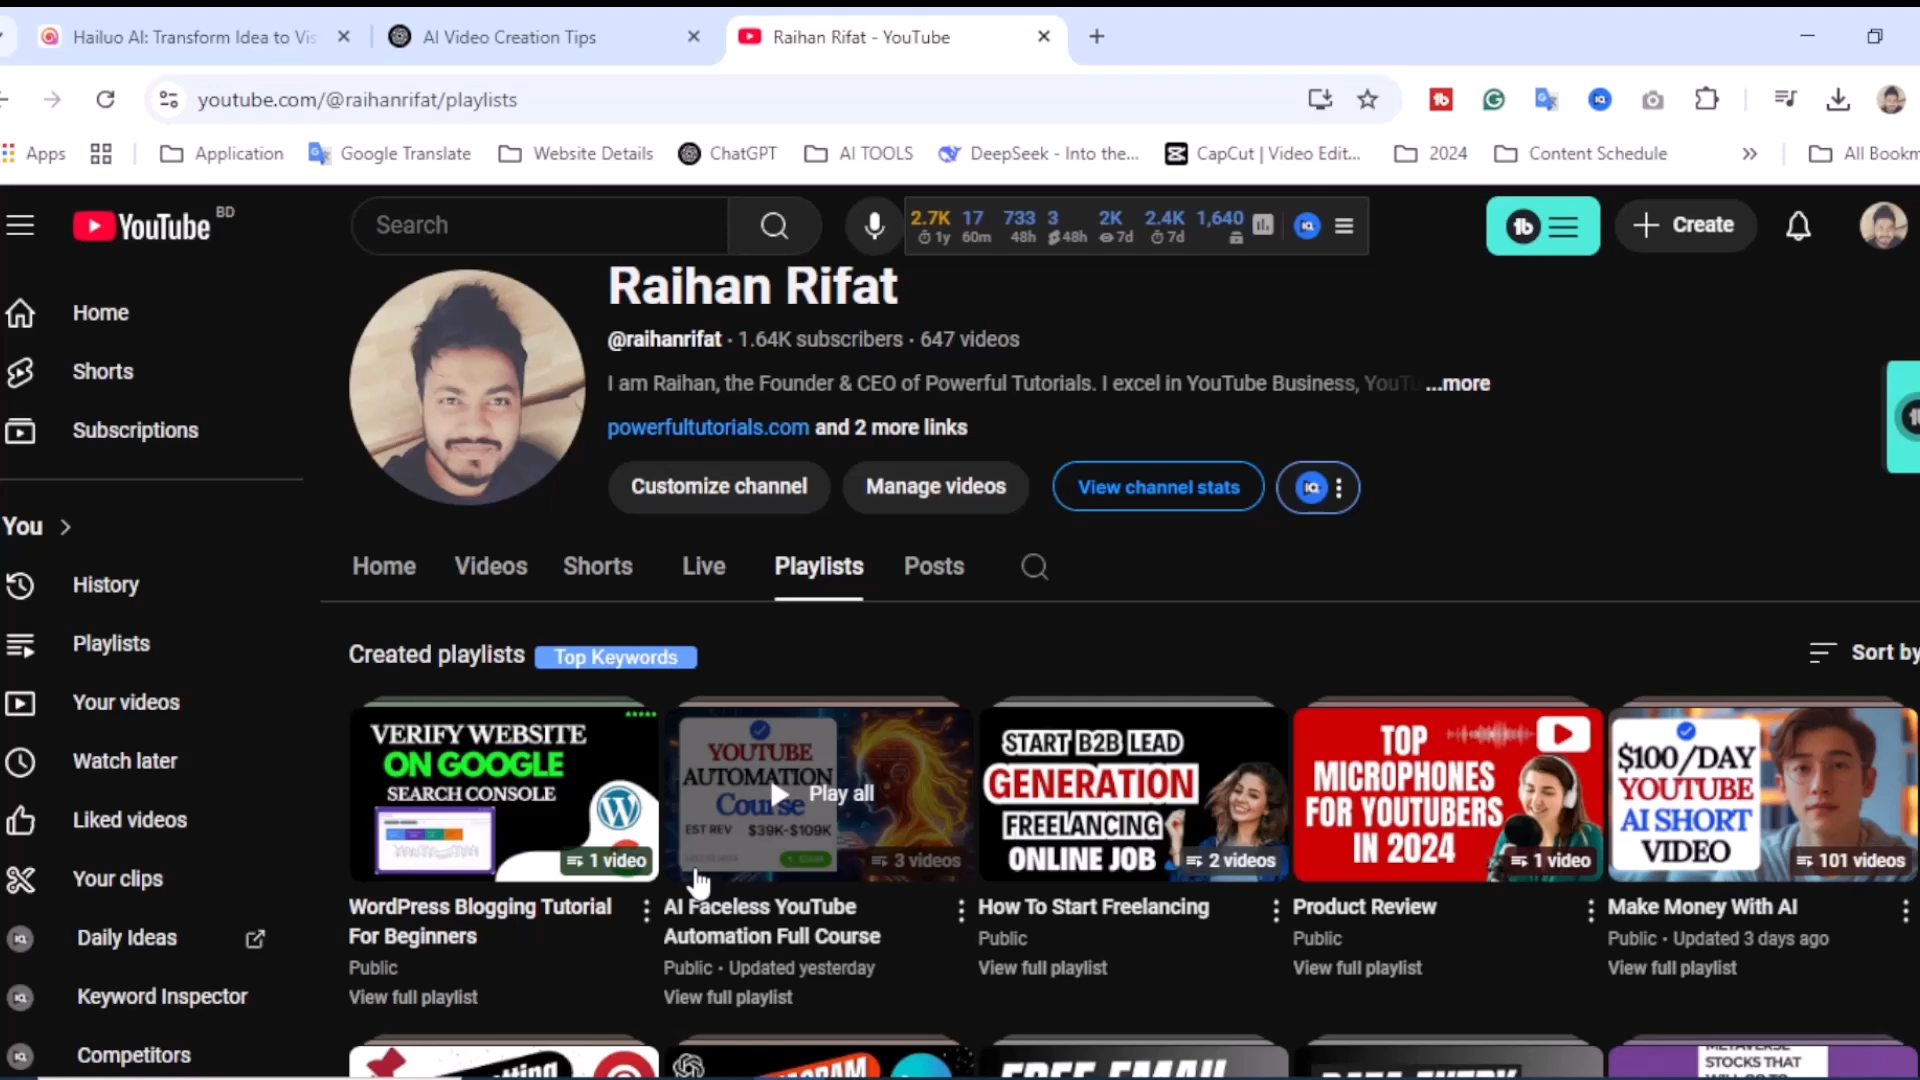 Hailuo AI: Transform Idea to Vis
AI Video Creation Tips
Raihan Rifat - YouTube
youtube.com/@raihanrifat/playlists
Apps
Application
Google Translate
Website Details
ChatGPT
AI TOOLS
DeepSeek - Into the...
CapCut | Video Edit...
2024
Content Schedule
All Bookm
YouTube BD
Search
2.7K 17 733 3 2K 2.4K 1,640
1y 60m 48h 48h 7d 7d
Create
Raihan Rifat
@raihanrifat · 1.64K subscribers · 647 videos
I am Raihan, the Founder & CEO of Powerful Tutorials. I excel in YouTube Business, YouTu ...more
powerfultutorials.com and 2 more links
Customize channel
Manage videos
View channel stats
Home
Shorts
Subscriptions
You
History
Playlists
Your videos
Watch later
Liked videos
Your clips
Daily Ideas
Keyword Inspector
Competitors
Home
Videos
Shorts
Live
Playlists
Posts
Created playlists
Top Keywords
Sort by
VERIFY WEBSITE
ON GOOGLE
SEARCH CONSOLE
1 video
WordPress Blogging Tutorial
For Beginners
Public
View full playlist
YOUTUBE
AUTOMATION
Course
EST REV $39K-$109K
Play all
3 videos
AI Faceless YouTube
Automation Full Course
Public · Updated yesterday
View full playlist
START B2B LEAD
GENERATION
FREELANCING
ONLINE JOB
2 videos
How To Start Freelancing
Public
View full playlist
TOP
MICROPHONES
FOR YOUTUBERS
IN 2024
1 video
Product Review
Public
View full playlist
$100/DAY
YOUTUBE
AI SHORT
VIDEO
101 videos
Make Money With AI
Public · Updated 3 days ago
View full playlist
FREE EMAIL
DATA ENTRY
METAVERSE
STOCKS THAT